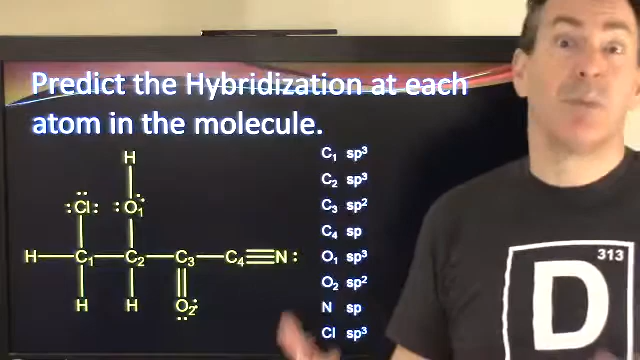 Predict the Hybridization at each
atom in the molecule.
H
:Cl: :O₁
H C₁ C₂ C₃ C₄ N:
H H O₂
C₁ sp³
C₂ sp³
C₃ sp²
C₄ sp
O₁ sp³
O₂ sp²
N sp
Cl sp³
313
D